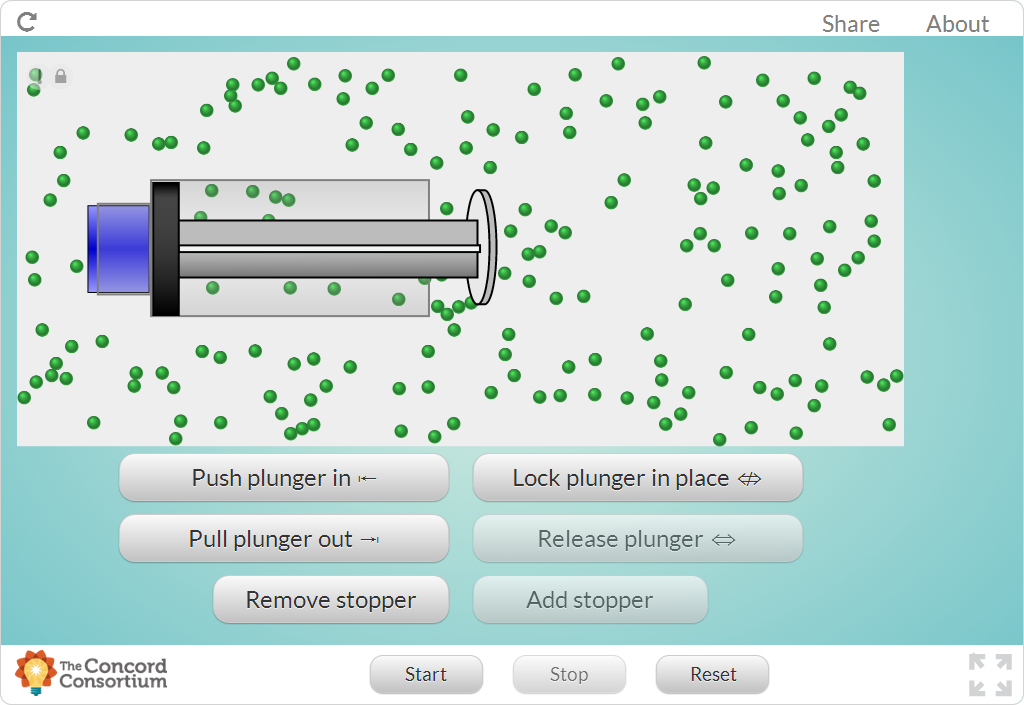 Share About
Push plunger in ⇤ Lock plunger in place ⇎
Pull plunger out ⇥ Release plunger ⇔
Remove stopper Add stopper
The Concord
Consortium
Start Stop Reset